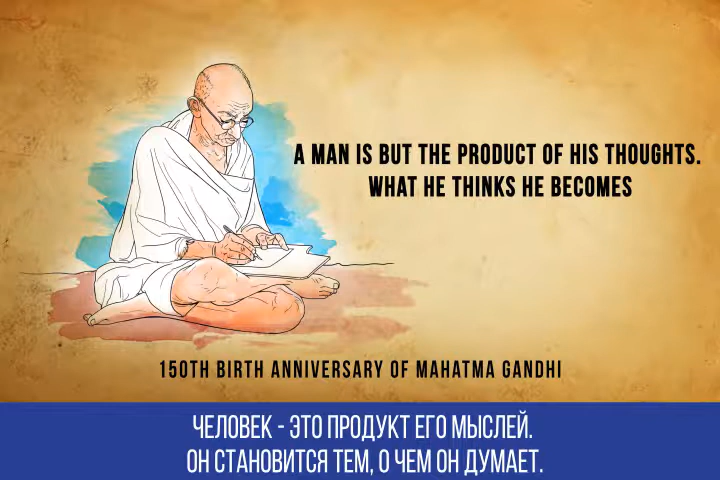 A MAN IS BUT THE PRODUCT OF HIS THOUGHTS.
WHAT HE THINKS HE BECOMES
150TH BIRTH ANNIVERSARY OF MAHATMA GANDHI
ЧЕЛОВЕК - ЭТО ПРОДУКТ ЕГО МЫСЛЕЙ.
ОН СТАНОВИТСЯ ТЕМ, О ЧЕМ ОН ДУМАЕТ.